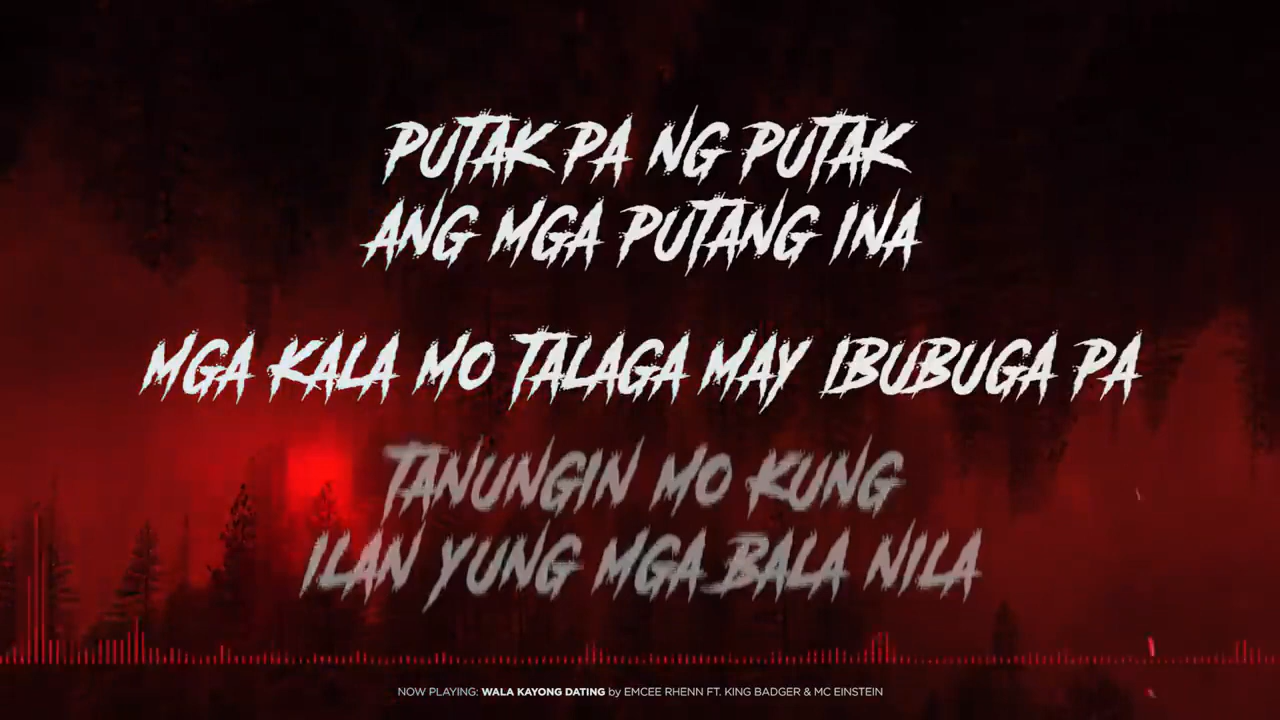 PUTAK PA NG PUTAK
ANG MGA PUTANG INA
MGA KALA MO TALAGA MAY IBUBUGA PA
TANUNGIN MO KUNG
ILAN YUNG MGA BALA NILA
NOW PLAYING: WALA KAYONG DATING by EMCEE RHENN FT. KING BADGER & MC EINSTEIN